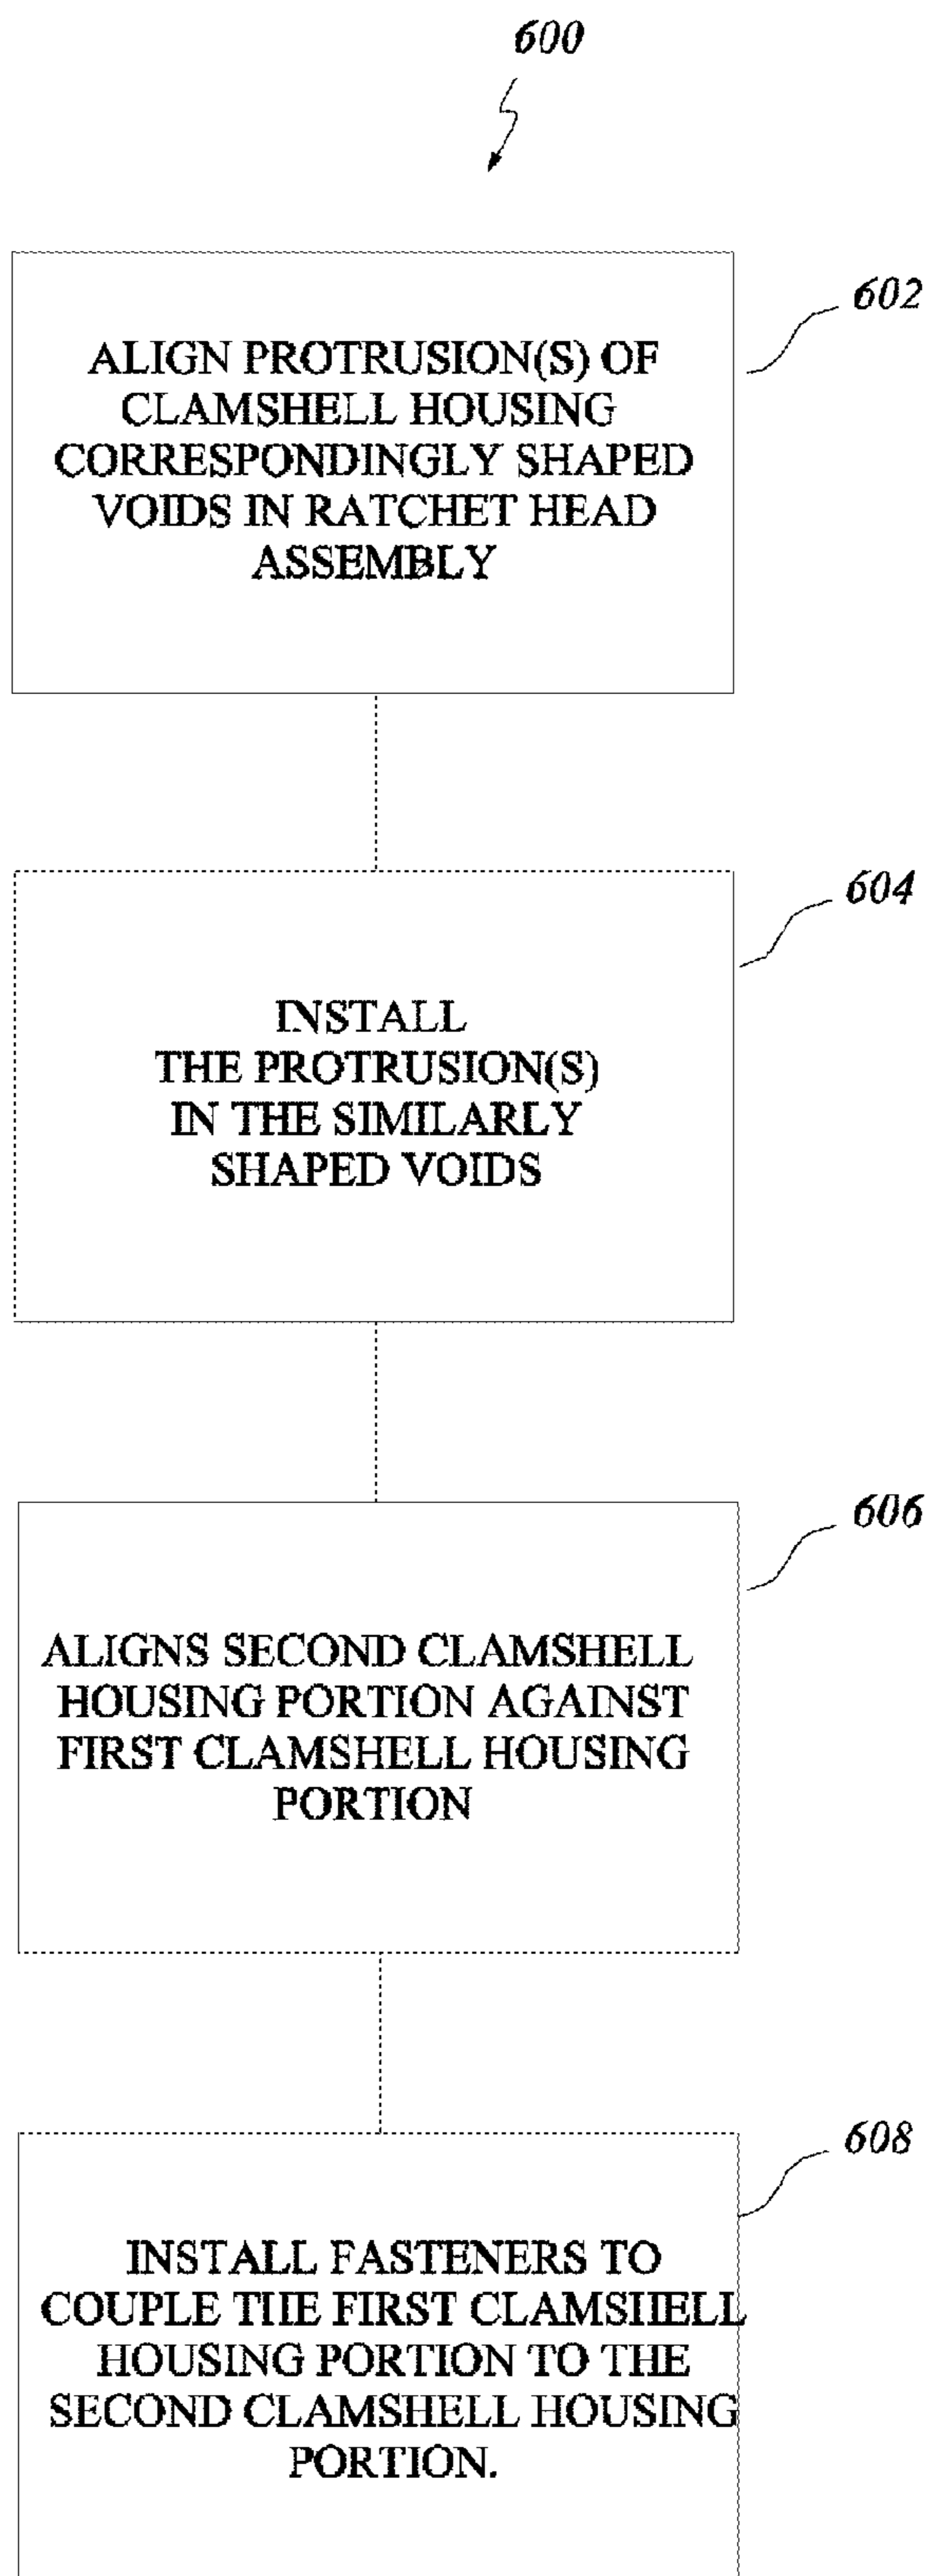 600
602
ALIGN PROTRUSION(S) OF
CLAMSHELL HOUSING
CORRESPONDINGLY SHAPED
VOIDS IN RATCHET HEAD
ASSEMBLY
604
INSTALL
THE PROTRUSION(S)
IN THE SIMILARLY
SHAPED VOIDS
606
ALIGNS SECOND CLAMSHELL
HOUSING PORTION AGAINST
FIRST CLAMSHELL HOUSING
PORTION
608
INSTALL FASTENERS TO
COUPLE THE FIRST CLAMSHELL
HOUSING PORTION TO THE
SECOND CLAMSHELL HOUSING
PORTION.